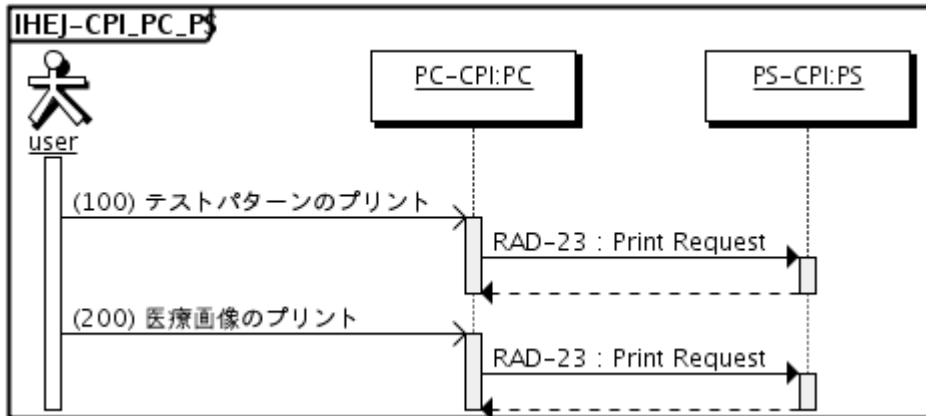 IHEJ-CPI_PC_PS
PC-CPI:PC
PS-CPI:PS
user
(100) テストパターンのプリント
RAD-23 : Print Request
(200) 医療画像のプリント
RAD-23 : Print Request